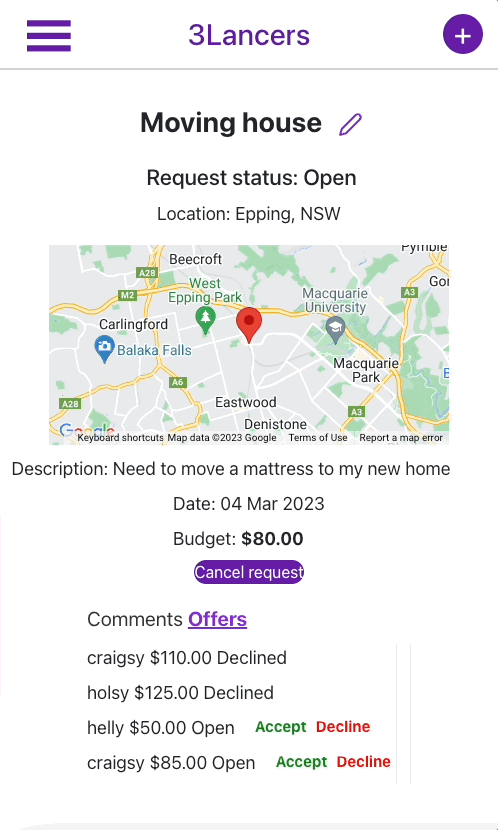 3Lancers
+
Moving house
Request status: Open
Location: Epping, NSW
Pymble
Beecroft
A28
West
Epping Park
M2
Macquarie
University
A3
Carlingford
Balaka Falls
Macquarie
Park
A6
A28
Eastwood
A3
Denistone
Google
Keyboard shortcuts Map data ©2023 Google Terms of Use Report a map error
Description: Need to move a mattress to my new home
Date: 04 Mar 2023
Budget: $80.00
Cancel request
Comments Offers
craigsy $110.00 Declined
holsy $125.00 Declined
helly $50.00 Open Accept Decline
craigsy $85.00 Open Accept Decline